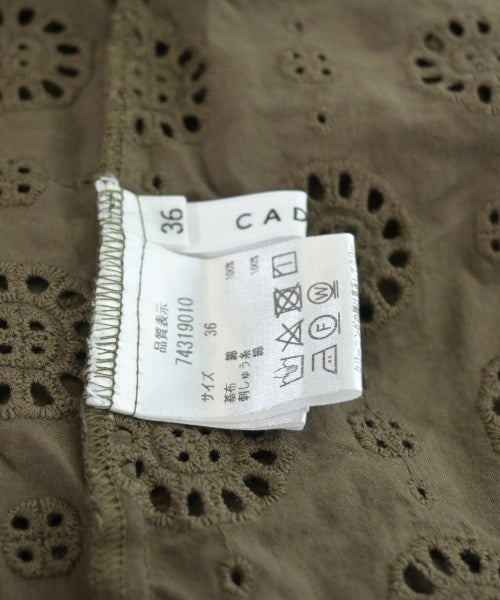 36
CAD
品質表示
74319010
サイズ 36
基布 綿 100%
刺しゅう糸 綿 100%
F
W